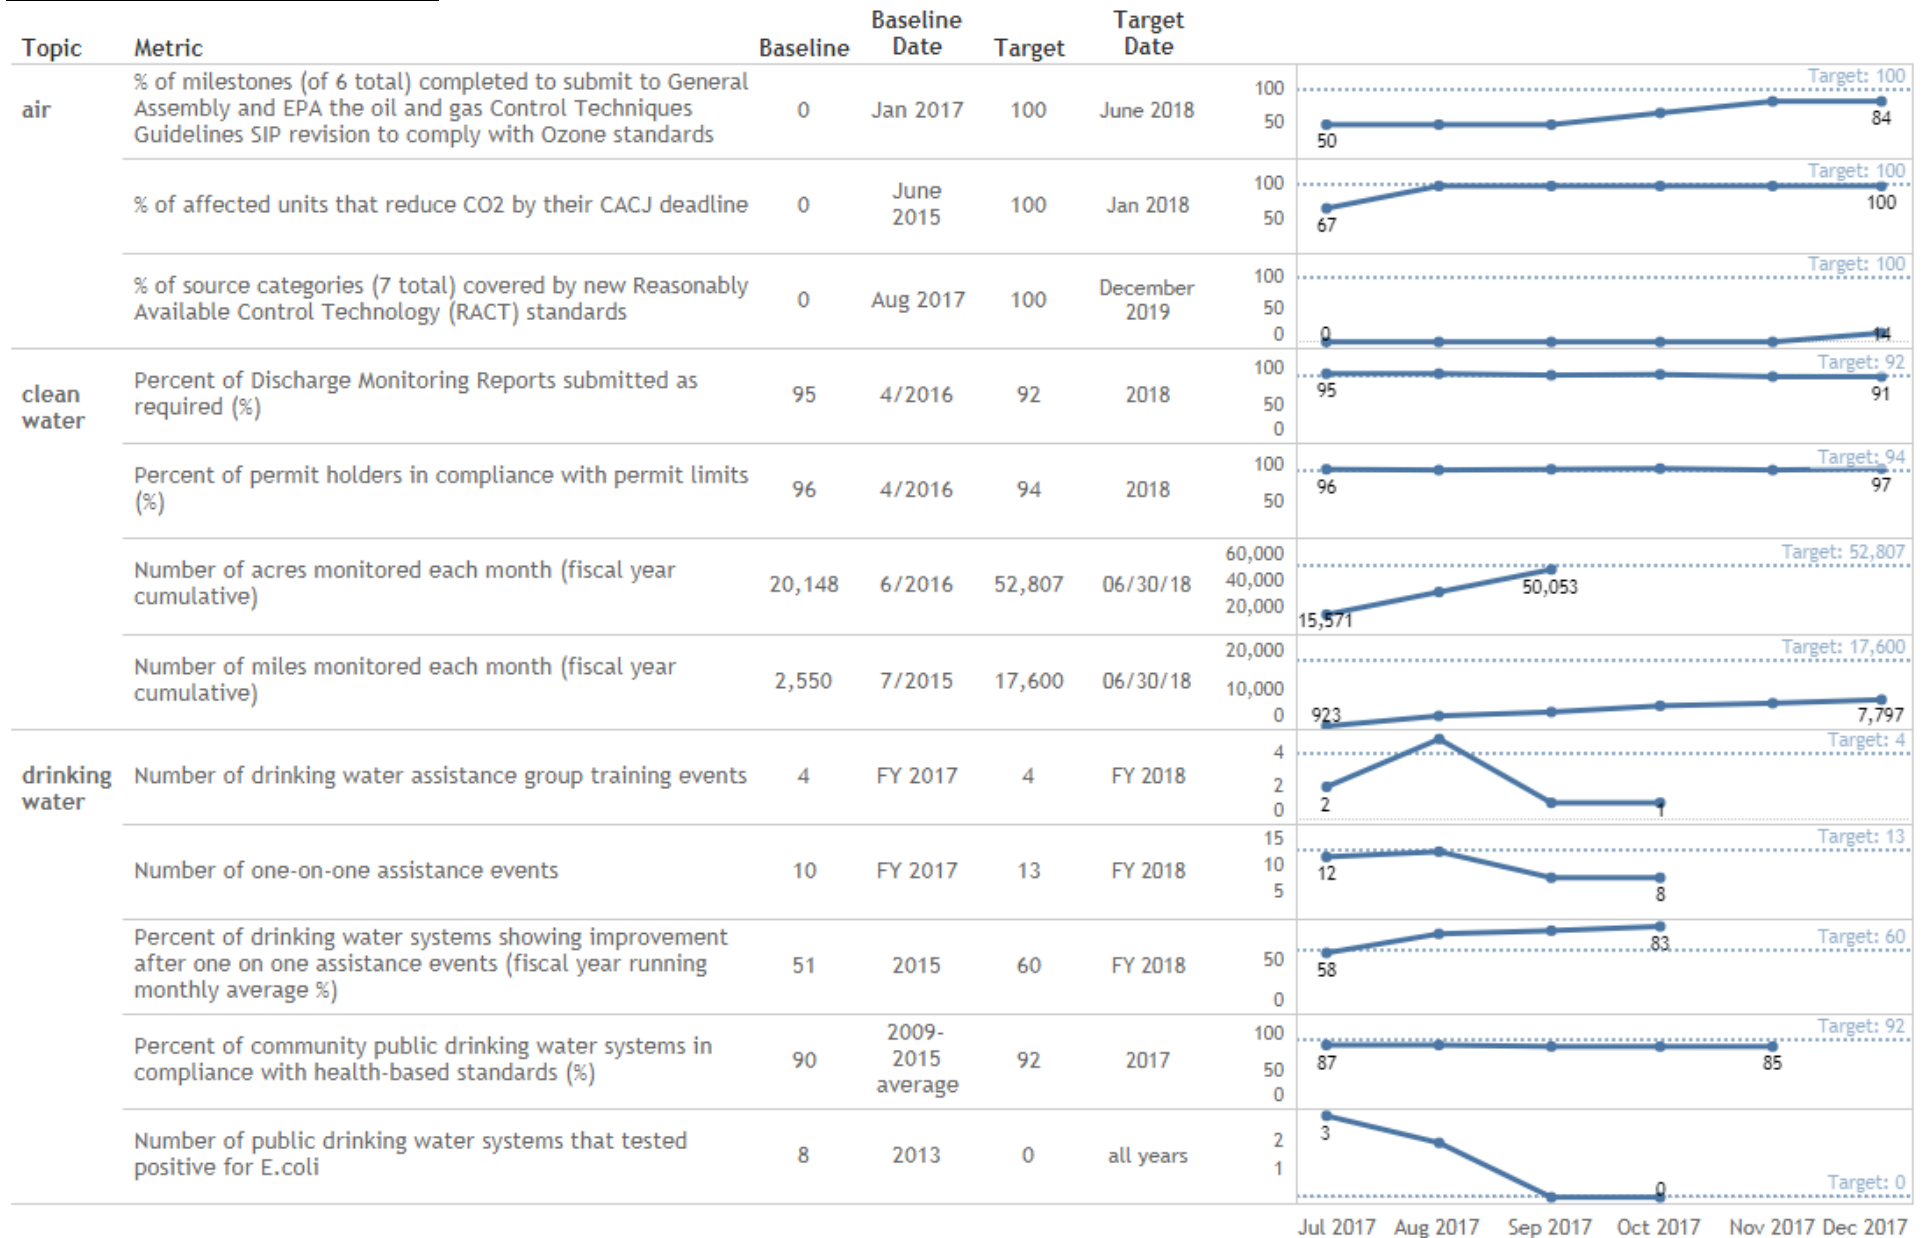 Topic Metric Baseline Baseline Date Target Target Date
air
% of milestones (of 6 total) completed to submit to General
Assembly and EPA the oil and gas Control Techniques
Guidelines SIP revision to comply with Ozone standards
0 Jan 2017 100 June 2018
100
50
Target: 100
50
84
% of affected units that reduce CO2 by their CACJ deadline
0
June
2015
100 Jan 2018
100
50
Target: 100
67
100
% of source categories (7 total) covered by new Reasonably
Available Control Technology (RACT) standards
0 Aug 2017 100
December
2019
100
50
0
Target: 100
0
14
clean
water
Percent of Discharge Monitoring Reports submitted as
required (%)
95 4/2016 92 2018
100
50
0
Target: 92
95
91
Percent of permit holders in compliance with permit limits
(%)
96 4/2016 94 2018
100
50
Target: 94
96
97
Number of acres monitored each month (fiscal year
cumulative)
20,148 6/2016 52,807 06/30/18
60,000
40,000
20,000
Target: 52,807
15,571
50,053
Number of miles monitored each month (fiscal year
cumulative)
2,550 7/2015 17,600 06/30/18
20,000
10,000
0
Target: 17,600
923
7,797
drinking
water
Number of drinking water assistance group training events
4 FY 2017 4 FY 2018
4
2
0
Target: 4
2
1
Number of one-on-one assistance events
10 FY 2017 13 FY 2018
15
10
5
Target: 13
12
8
Percent of drinking water systems showing improvement
after one on one assistance events (fiscal year running
monthly average %)
51 2015 60 FY 2018
50
0
Target: 60
58
83
Percent of community public drinking water systems in
compliance with health-based standards (%)
90
2009-
2015
average
92 2017
100
50
0
Target: 92
87
85
Number of public drinking water systems that tested
positive for E.coli
8 2013 0 all years
2
1
Target: 0
3
0
Jul 2017 Aug 2017 Sep 2017 Oct 2017 Nov 2017 Dec 2017